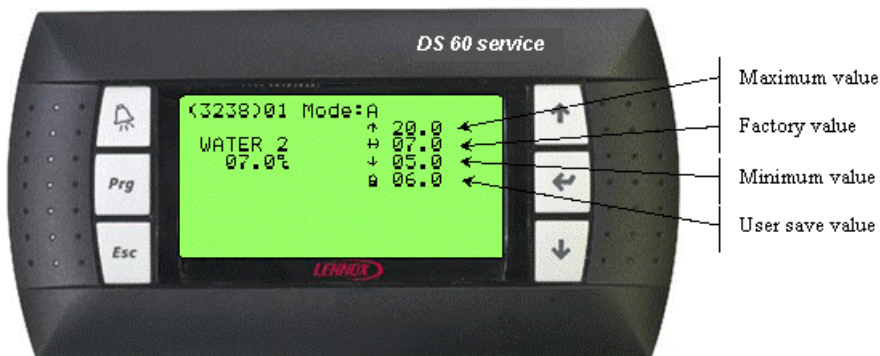 DS 60 service
(3238)01 Mode:A
↑ 20.0
WATER 2 ↔ 07.0
07.0℃ ↓ 05.0
06.0
Prg
Esc
LENNOX
Maximum value
Factory value
Minimum value
User save value